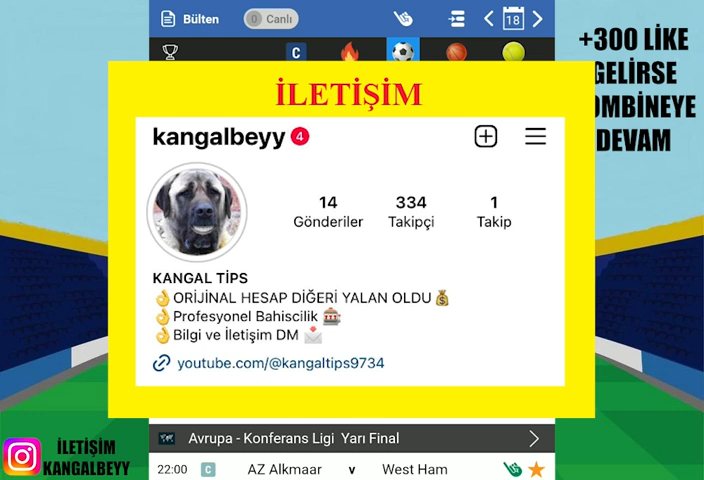 Bülten
0 Canlı
18
C
+300 LİKE
GELİRSE
KOMBİNEYE
DEVAM
İLETİŞİM
kangalbeyy 4
14 334 1
Gönderiler Takipçi Takip
KANGAL TİPS
👌ORİJİNAL HESAP DİĞERİ YALAN OLDU💰
👌Profesyonel Bahiscilik 🎰
👌Bilgi ve İletişim DM 📩
youtube.com/@kangaltips9734
Avrupa - Konferans Ligi Yarı Final
22:00 C AZ Alkmaar v West Ham
İLETİŞİM
KANGALBEYY